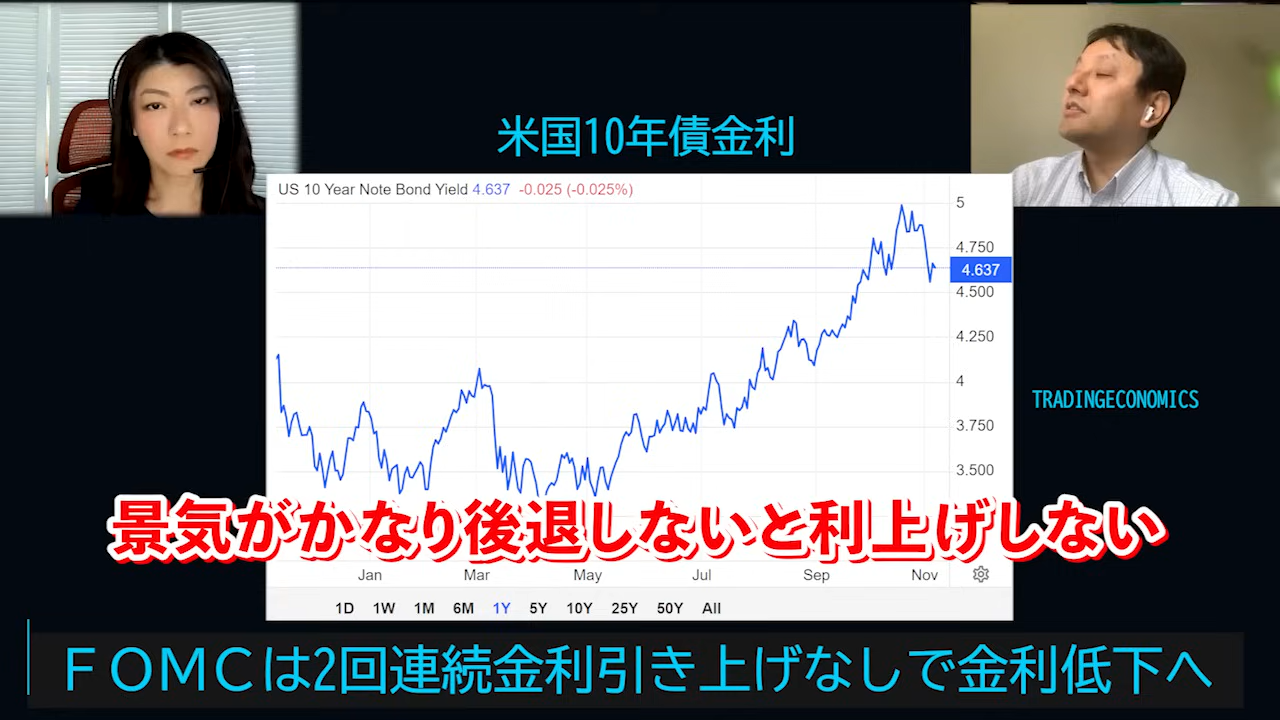 米国10年債金利
US 10 Year Note Bond Yield 4.637 -0.025 (-0.025%)
5
4.750
4.637
4.500
4.250
4
3.750
3.500
TRADINGECONOMICS
景気がかなり後退しないと利上げしない
Jan Mar May Jul Sep Nov
1D 1W 1M 6M 1Y 5Y 10Y 25Y 50Y All
ＦＯＭＣは2回連続金利引き上げなしで金利低下へ